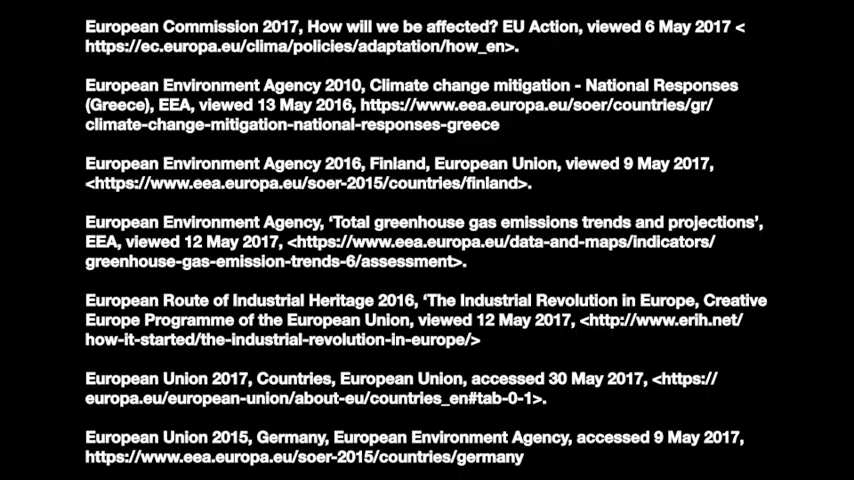 European Commission 2017, How will we be affected? EU Action, viewed 6 May 2017 <
https://ec.europa.eu/clima/policies/adaptation/how_en>.
European Environment Agency 2010, Climate change mitigation - National Responses
(Greece), EEA, viewed 13 May 2016, https://www.eea.europa.eu/soer/countries/gr/
climate-change-mitigation-national-responses-greece
European Environment Agency 2016, Finland, European Union, viewed 9 May 2017,
<https://www.eea.europa.eu/soer-2015/countries/finland>.
European Environment Agency, ‘Total greenhouse gas emissions trends and projections’,
EEA, viewed 12 May 2017, <https://www.eea.europa.eu/data-and-maps/indicators/
greenhouse-gas-emission-trends-6/assessment>.
European Route of Industrial Heritage 2016, ‘The Industrial Revolution in Europe, Creative
Europe Programme of the European Union, viewed 12 May 2017, <http://www.erih.net/
how-it-started/the-industrial-revolution-in-europe/>
European Union 2017, Countries, European Union, accessed 30 May 2017, <https://
europa.eu/european-union/about-eu/countries_en#tab-0-1>.
European Union 2015, Germany, European Environment Agency, accessed 9 May 2017,
https://www.eea.europa.eu/soer-2015/countries/germany